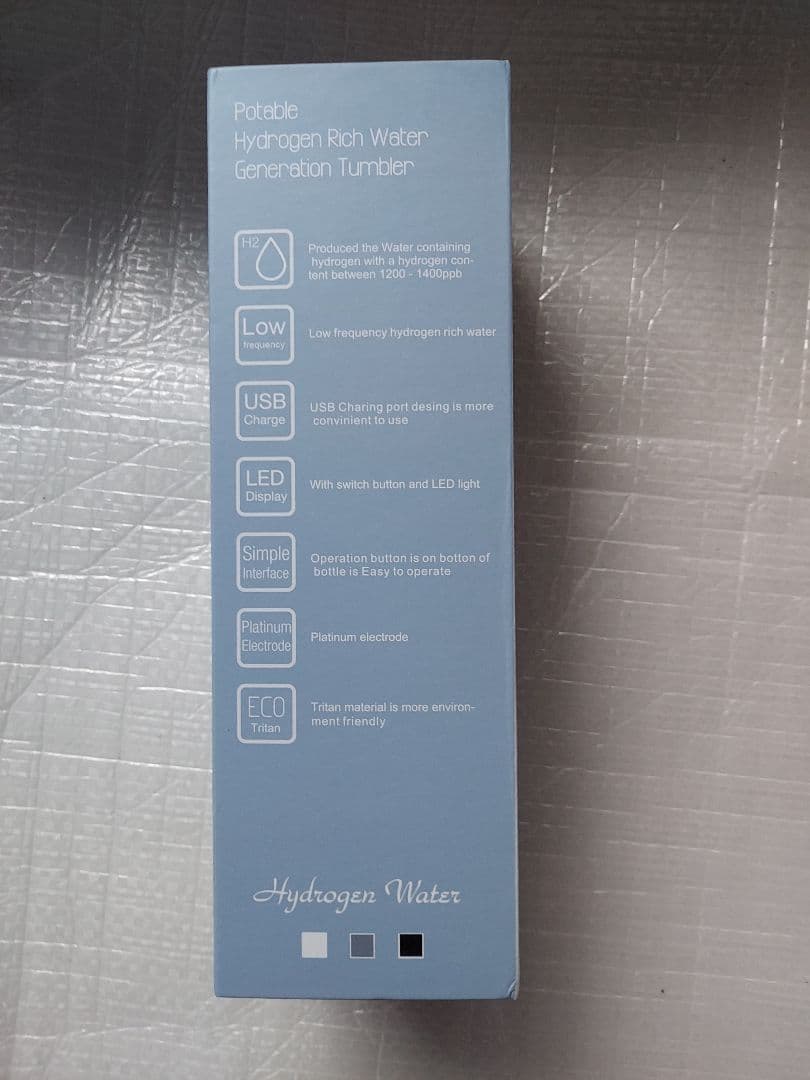 Potable
Hydrogen Rich Water
Generation Tumbler
H2
Produced the Water containing
hydrogen with a hydrogen con-
tent between 1200 - 1400ppb
Low
frequency
Low frequency hydrogen rich water
USB
Charge
USB Charing port desing is more
convinient to use
LED
Display
With switch button and LED light
Simple
Interface
Operation button is on botton of
bottle is Easy to operate
Platinum
Electrode
Platinum electrode
ECO
Tritan
Tritan material is more environ-
ment friendly
Hydrogen Water